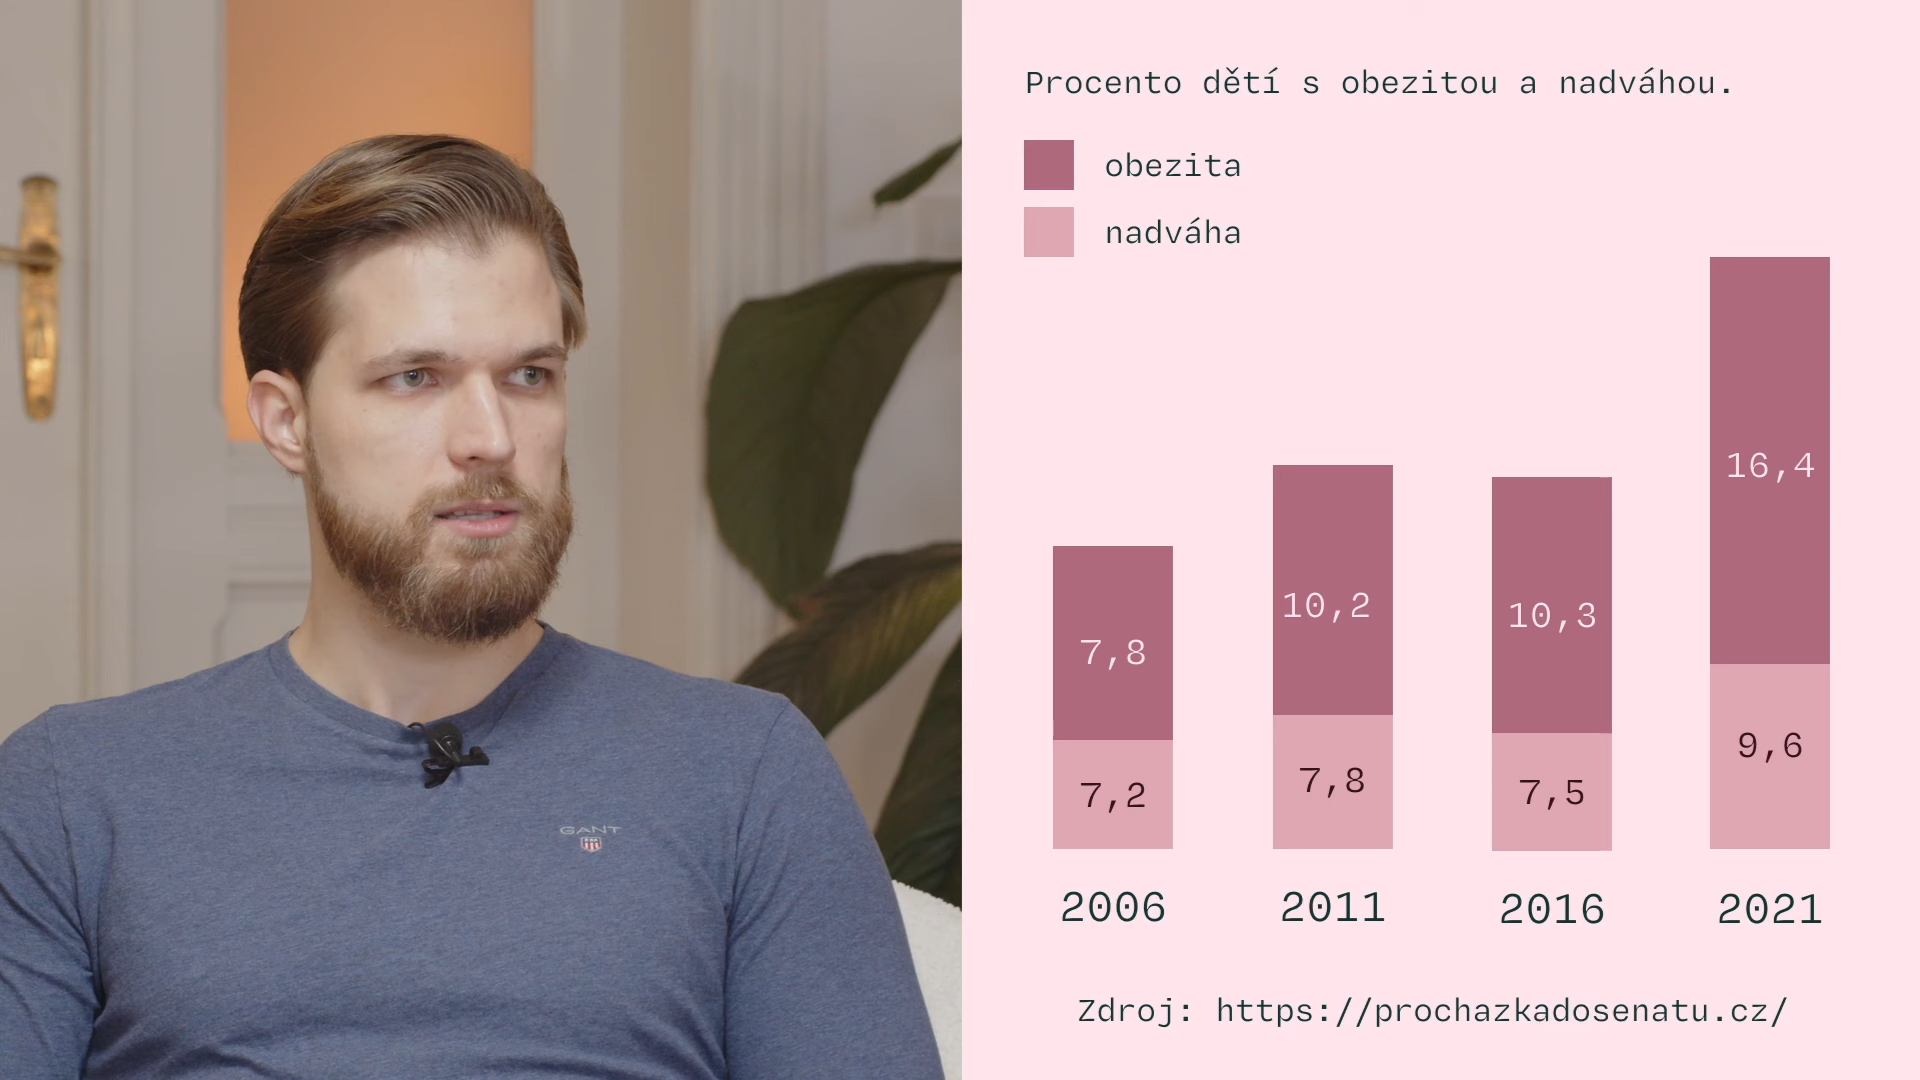 Procento dětí s obezitou a nadváhou.
obezita
nadváha
7,8
10,2
10,3
16,4
7,2
7,8
7,5
9,6
2006
2011
2016
2021
Zdroj: https://prochazkadosenatu.cz/
GANT